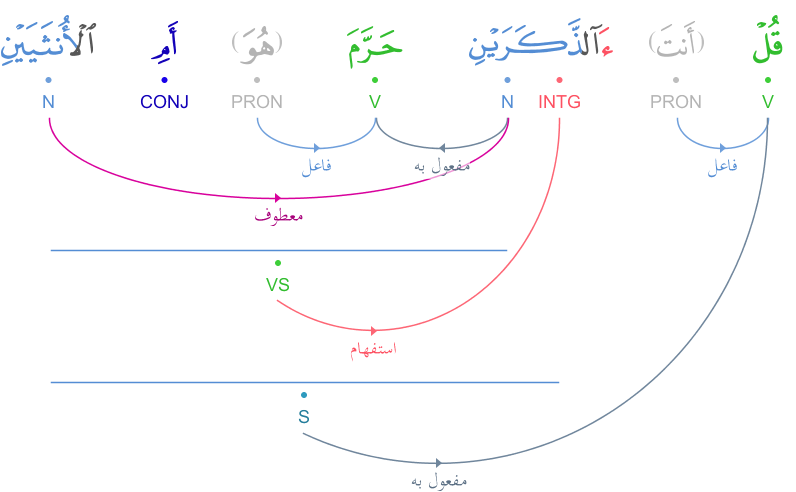 قُلْ (أَنتَ) ءَآلذَّكَرَيْنِ حَرَّمَ (هُوَ) أَمِ ٱلْأُنثَيَيْنِ
V PRON INTG N V PRON CONJ N
فاعل مفعول به فاعل
معطوف
VS
استفهام
S
مفعول به